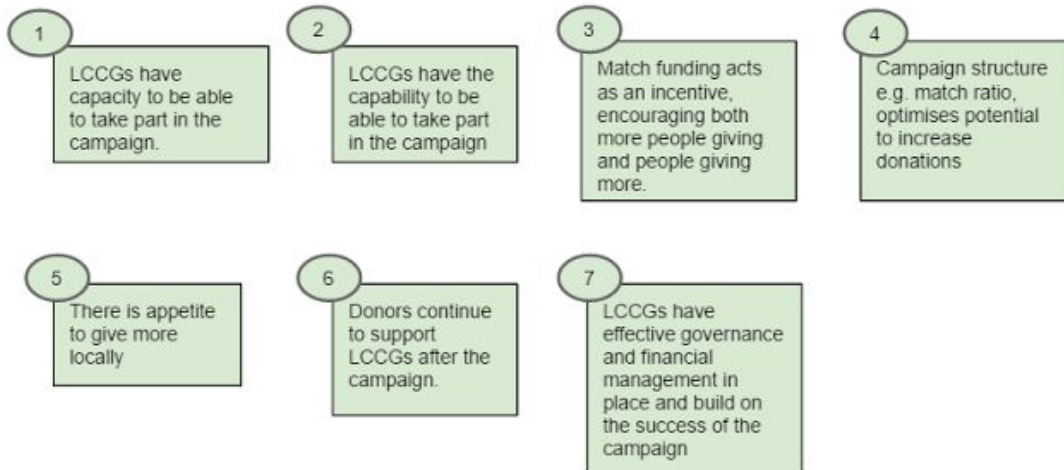 1
LCCGs have
capacity to be able
to take part in the
campaign.
2
LCCGs have the
capability to be
able to take part
in the campaign
3
Match funding acts
as an incentive,
encouraging both
more people giving
and people giving
more.
4
Campaign structure
e.g. match ratio,
optimises potential
to increase
donations
5
There is appetite
to give more
locally
6
Donors continue
to support
LCCGs after the
campaign.
7
LCCGs have
effective governance
and financial
management in
place and build on
the success of the
campaign